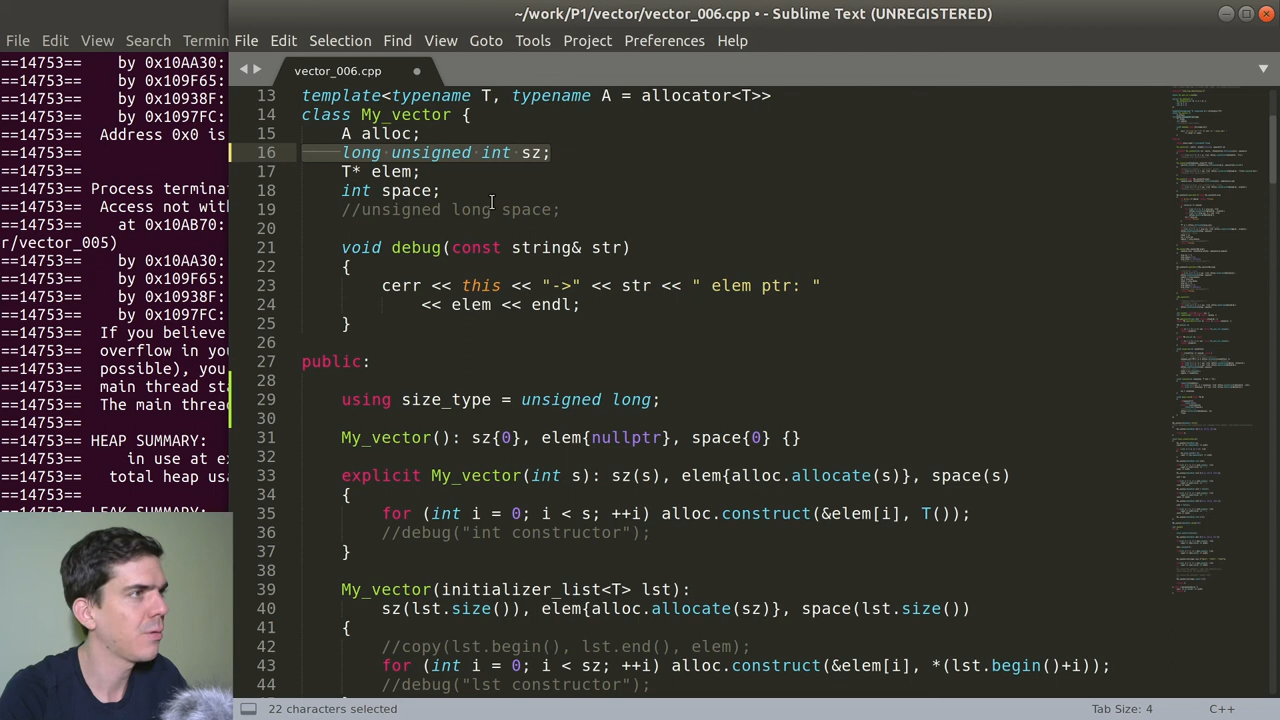 ~/work/P1/vector/vector_006.cpp • - Sublime Text (UNREGISTERED)
File Edit View Search Termin
File Edit Selection Find View Goto Tools Project Preferences Help
vector_006.cpp
==14753== by 0x10AA30:
==14753== by 0x109F65:
==14753== by 0x10938F:
==14753== by 0x1097FC:
==14753== Address 0x0 is
==14753==
==14753==
==14753== Process terminat
==14753== Access not with
==14753== at 0x10AB70:
r/vector_005)
==14753== by 0x10AA30:
==14753== by 0x109F65:
==14753== by 0x10938F:
==14753== by 0x1097FC:
==14753== If you believe
==14753== overflow in you
==14753== possible), you
==14753== main thread sta
==14753== The main threa
==14753==
==14753== HEAP SUMMARY:
==14753== in use at ex
==14753== total heap usa
==14753==
13 template<typename T, typename A = allocator<T>>
14 class My_vector {
15 A alloc;
16 long unsigned int sz;
17 T* elem;
18 int space;
19 //unsigned long space;
20
21 void debug(const string& str)
22 {
23 cerr << this << "->" << str << " elem ptr: "
24 << elem << endl;
25 }
26
27 public:
28
29 using size_type = unsigned long;
30
31 My_vector(): sz{0}, elem{nullptr}, space{0} {}
32
33 explicit My_vector(int s): sz(s), elem{alloc.allocate(s)}, space(s)
34 {
35 for (int i = 0; i < s; ++i) alloc.construct(&elem[i], T());
36 //debug("int constructor");
37 }
38
39 My_vector(initializer_list<T> lst):
40 sz(lst.size()), elem{alloc.allocate(sz)}, space(lst.size())
41 {
42 //copy(lst.begin(), lst.end(), elem);
43 for (int i = 0; i < sz; ++i) alloc.construct(&elem[i], *(lst.begin()+i));
44 //debug("lst constructor");
22 characters selected
Tab Size: 4
C++